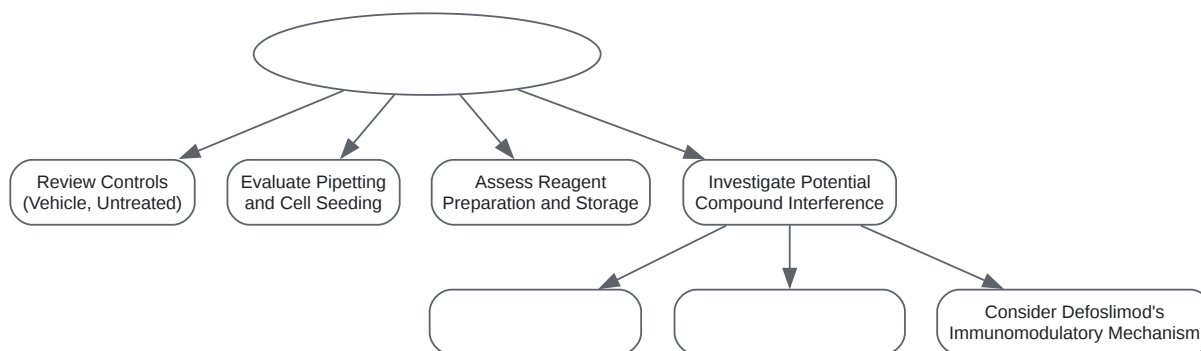 Review Controls
(Vehicle, Untreated)
Evaluate Pipetting
and Cell Seeding
Assess Reagent
Preparation and Storage
Investigate Potential
Compound Interference
Consider Defoslimod's
Immunomodulatory Mechanism